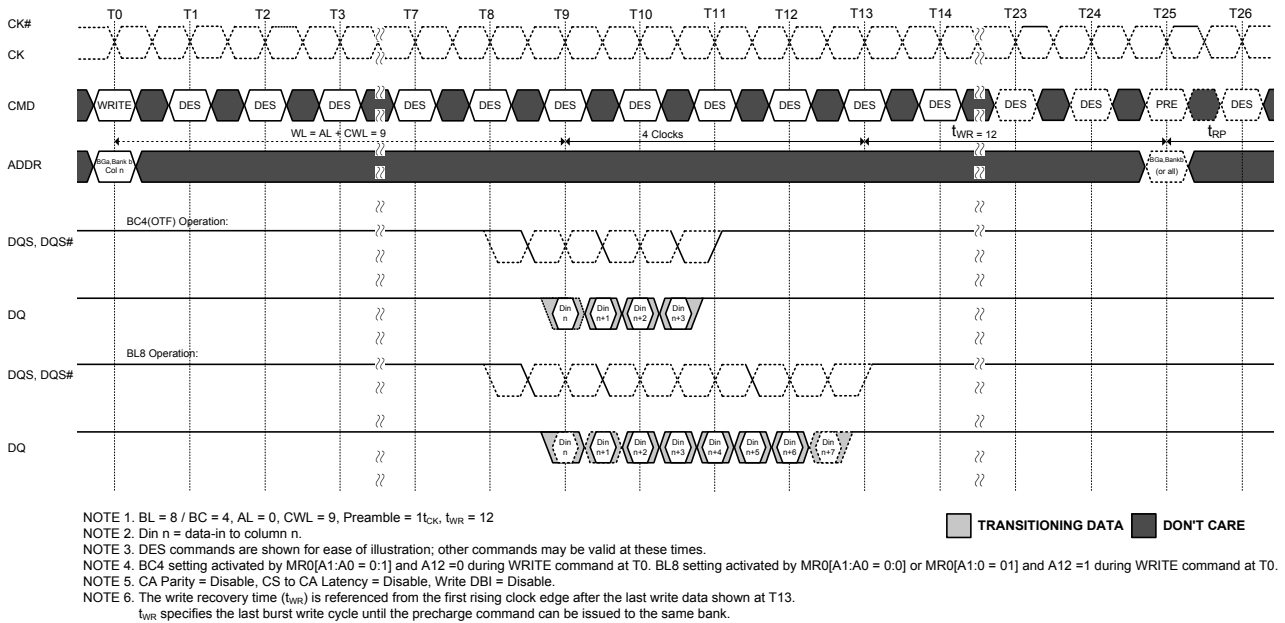 T0 T1 T2 T3 T7 T8 T9 T10 T11 T12 T13 T14 T23 T24 T25 T26
CK#
CK
CMD WRITE DES DES DES DES DES DES DES DES DES DES DES DES DES PRE DES
WL = AL + CWL = 9 4 Clocks tWR = 12 tRP
ADDR
BGa,Bank b
Col n
BGa,Bankb
(or all)
BC4(OTF) Operation:
DQS, DQS#
DQ
Din n Din n+1 Din n+2 Din n+3
BL8 Operation:
DQS, DQS#
DQ
Din n Din n+1 Din n+2 Din n+3 Din n+4 Din n+5 Din n+6 Din n+7
TRANSITIONING DATA DON'T CARE
NOTE 1. BL = 8 / BC = 4, AL = 0, CWL = 9, Preamble = 1tCK, tWR = 12
NOTE 2. Din n = data-in to column n.
NOTE 3. DES commands are shown for ease of illustration; other commands may be valid at these times.
NOTE 4. BC4 setting activated by MR0[A1:A0 = 0:1] and A12 =0 during WRITE command at T0. BL8 setting activated by MR0[A1:A0 = 0:0] or MR0[A1:0 = 01] and A12 =1 during WRITE command at T0.
NOTE 5. CA Parity = Disable, CS to CA Latency = Disable, Write DBI = Disable.
NOTE 6. The write recovery time (tWR) is referenced from the first rising clock edge after the last write data shown at T13.
tWR specifies the last burst write cycle until the precharge command can be issued to the same bank.